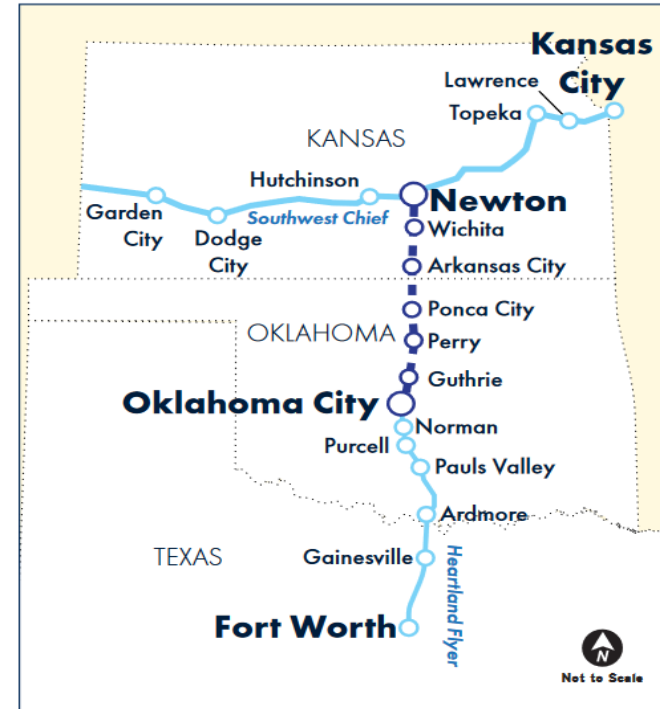 Kansas
City
Lawrence
Topeka
KANSAS
Hutchinson
Newton
Garden
City
Southwest Chief
Dodge
City
Wichita
Arkansas City
Ponca City
OKLAHOMA
Perry
Guthrie
Oklahoma City
Norman
Purcell
Pauls Valley
Ardmore
TEXAS
Gainesville
Heartland Flyer
Fort Worth
N
Not to Scale